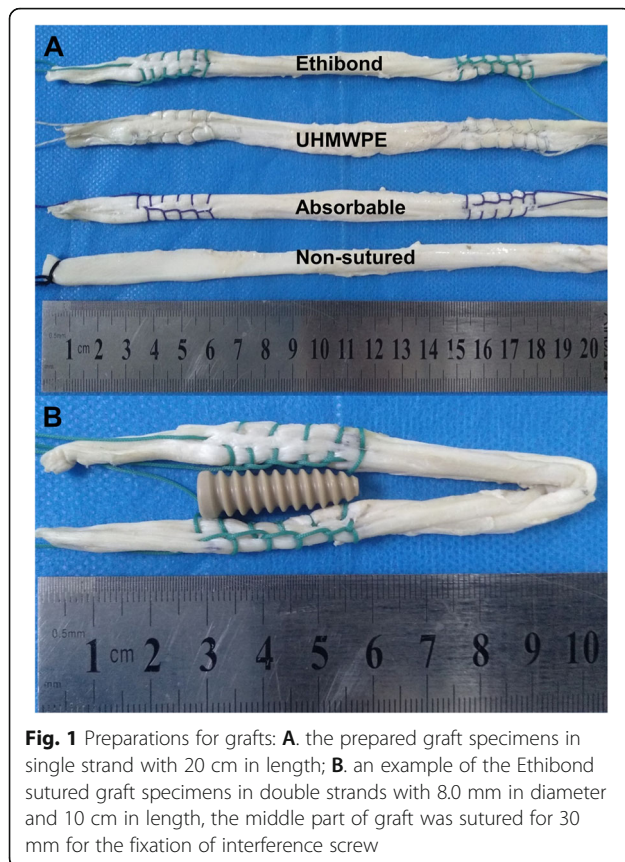 A
Ethibond
UHMWPE
Absorbable
Non-sutured
0.5mm
1 cm 2 3 4 5 6 7 8 9 10 11 12 13 14 15 16 17 18 19 20
B
0.5mm
1 cm 2 3 4 5 6 7 8 9 10
mm
Fig. 1 Preparations for grafts: A. the prepared graft specimens in
single strand with 20 cm in length; B. an example of the Ethibond
sutured graft specimens in double strands with 8.0 mm in diameter
and 10 cm in length, the middle part of graft was sutured for 30
mm for the fixation of interference screw